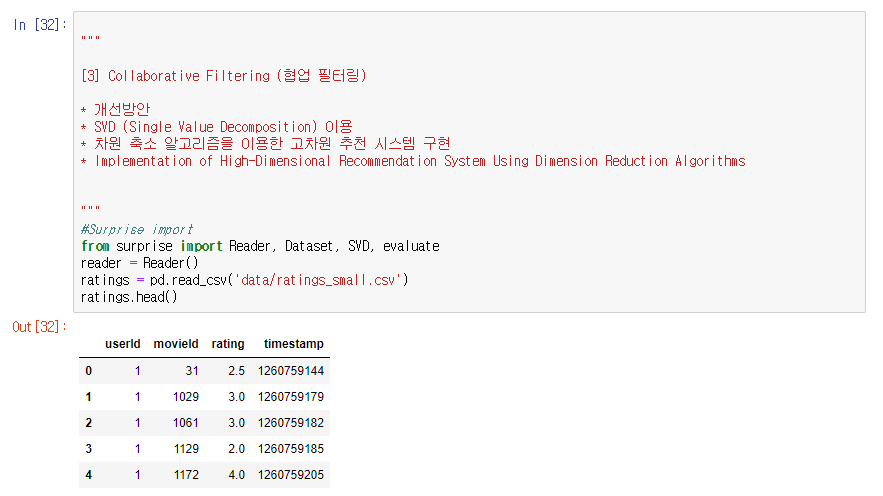 In [32]:
"""
[3] Collaborative Filtering (협업 필터링)
* 개선방안
* SVD (Single Value Decomposition) 이용
* 차원 축소 알고리즘을 이용한 고차원 추천 시스템 구현
* Implementation of High-Dimensional Recommendation System Using Dimension Reduction Algorithms
"""
#Surprise import
from surprise import Reader, Dataset, SVD, evaluate
reader = Reader()
ratings = pd.read_csv('data/ratings_small.csv')
ratings.head()
Out[32]:
userId movieId rating timestamp
0 1 31 2.5 1260759144
1 1 1029 3.0 1260759179
2 1 1061 3.0 1260759182
3 1 1129 2.0 1260759185
4 1 1172 4.0 1260759205